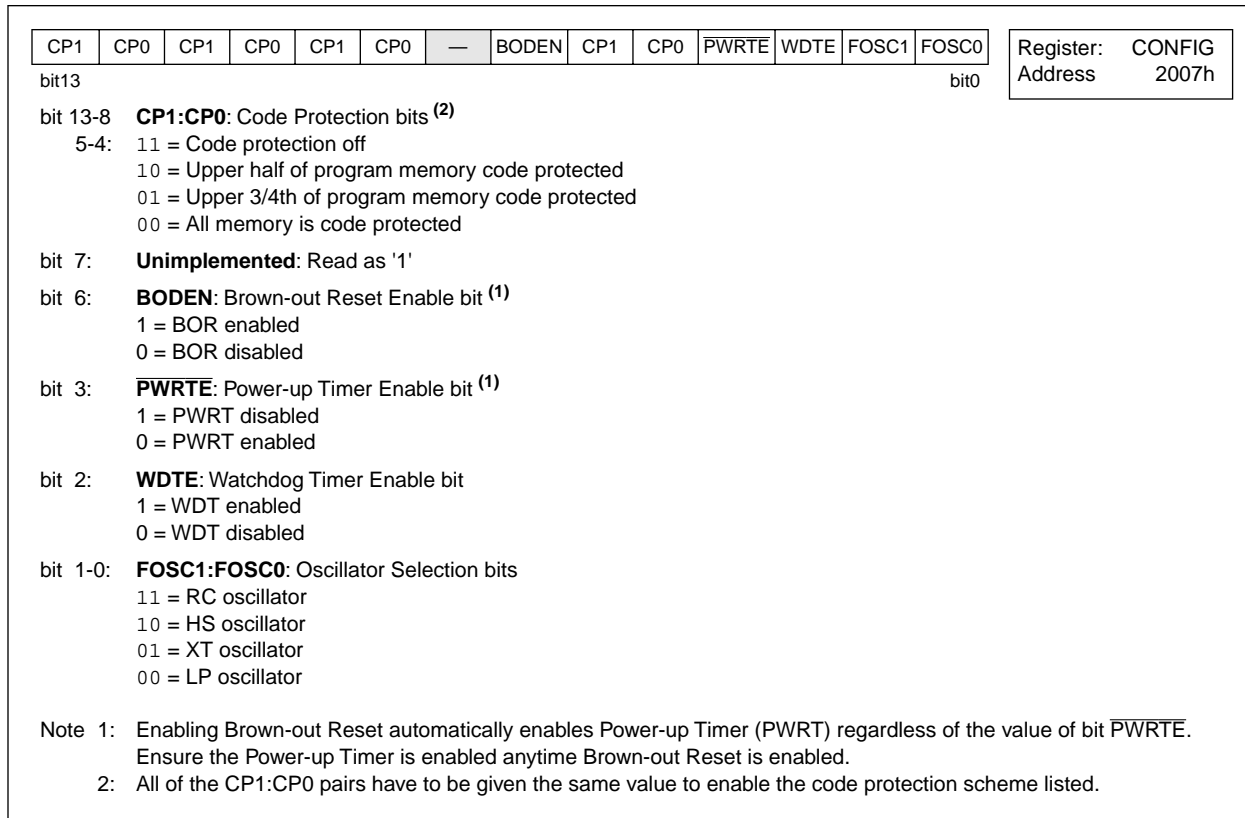 CP1 CP0 CP1 CP0 CP1 CP0 — BODEN CP1 CP0 PWRTE WDTE FOSC1 FOSC0
Register: CONFIG
Address 2007h
bit13 bit0
bit 13-8 CP1:CP0: Code Protection bits (2)
5-4: 11 = Code protection off
10 = Upper half of program memory code protected
01 = Upper 3/4th of program memory code protected
00 = All memory is code protected
bit 7: Unimplemented: Read as '1'
bit 6: BODEN: Brown-out Reset Enable bit (1)
1 = BOR enabled
0 = BOR disabled
bit 3: PWRTE: Power-up Timer Enable bit (1)
1 = PWRT disabled
0 = PWRT enabled
bit 2: WDTE: Watchdog Timer Enable bit
1 = WDT enabled
0 = WDT disabled
bit 1-0: FOSC1:FOSC0: Oscillator Selection bits
11 = RC oscillator
10 = HS oscillator
01 = XT oscillator
00 = LP oscillator
Note 1: Enabling Brown-out Reset automatically enables Power-up Timer (PWRT) regardless of the value of bit PWRTE.
Ensure the Power-up Timer is enabled anytime Brown-out Reset is enabled.
2: All of the CP1:CP0 pairs have to be given the same value to enable the code protection scheme listed.